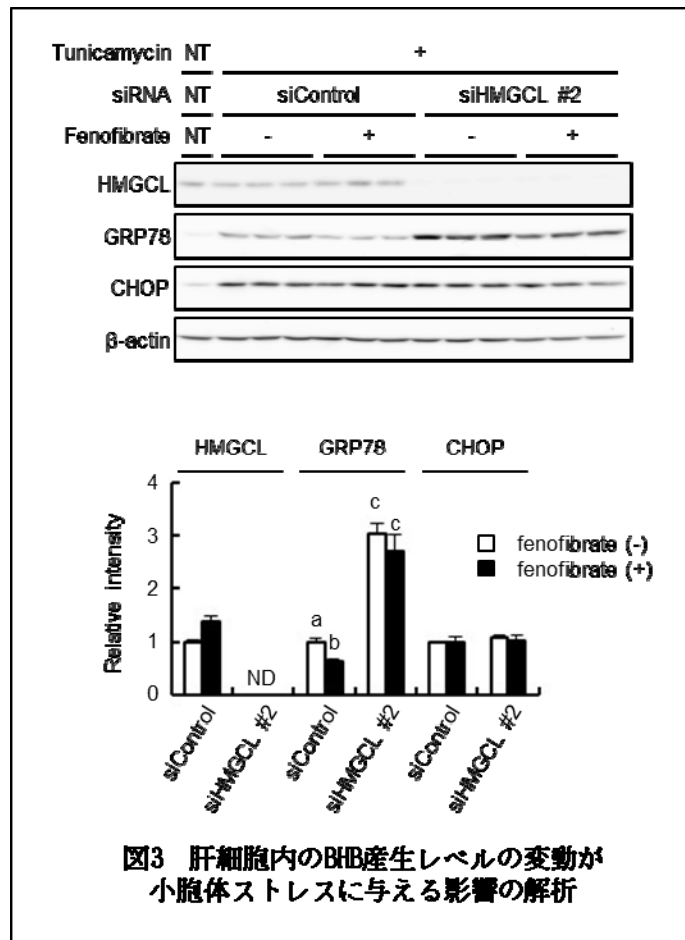 Tunicamycin NT +
siRNA NT siControl siHMGCL #2
Fenofibrate NT - + - +
HMGCL
GRP78
CHOP
β-actin
HMGCL GRP78 CHOP
4
3
2
1
0
Relative intensity
ND
a
b
c
c
fenofibrate (-)
fenofibrate (+)
siControl
siHMGCL #2
siControl
siHMGCL #2
siControl
siHMGCL #2
図3 肝細胞内のBHB産生レベルの変動が
小胞体ストレスに与える影響の解析